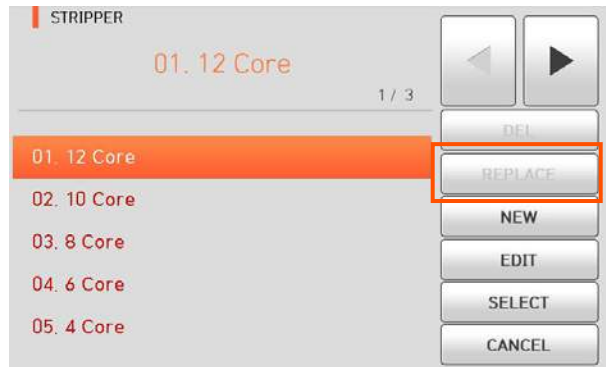 STRIPPER
01. 12 Core
1 / 3
01. 12 Core
02. 10 Core
03. 8 Core
04. 6 Core
05. 4 Core
DEL
REPLACE
NEW
EDIT
SELECT
CANCEL